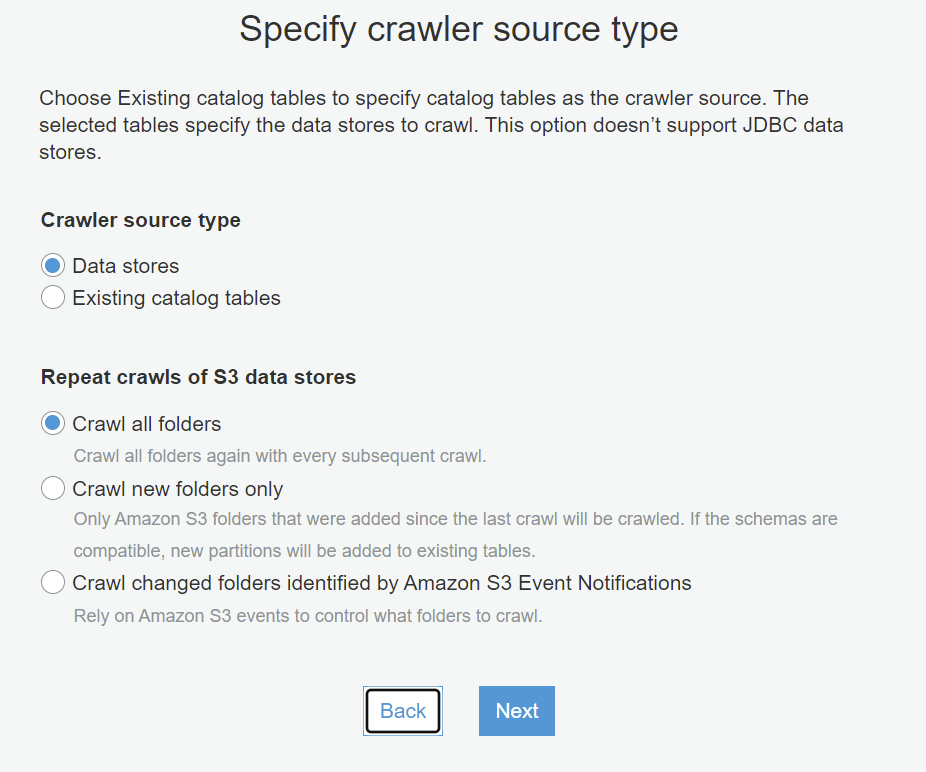 Specify crawler source type
Choose Existing catalog tables to specify catalog tables as the crawler source. The
selected tables specify the data stores to crawl. This option doesn’t support JDBC data
stores.
Crawler source type
Data stores
Existing catalog tables
Repeat crawls of S3 data stores
Crawl all folders
Crawl all folders again with every subsequent crawl.
Crawl new folders only
Only Amazon S3 folders that were added since the last crawl will be crawled. If the schemas are
compatible, new partitions will be added to existing tables.
Crawl changed folders identified by Amazon S3 Event Notifications
Rely on Amazon S3 events to control what folders to crawl.
Back Next